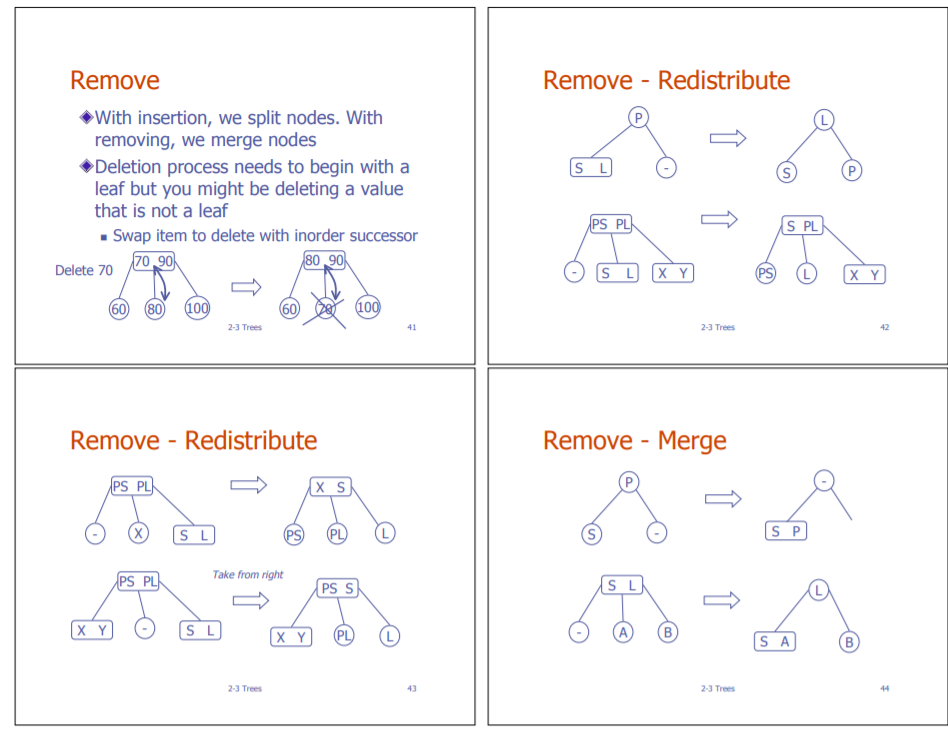 Remove
With insertion, we split nodes. With
removing, we merge nodes
Deletion process needs to begin with a
leaf but you might be deleting a value
that is not a leaf
Swap item to delete with inorder successor
Delete 70
70 90
60 80 100
80 90
60 70 100
2-3 Trees 41
Remove - Redistribute
P
S L -
L
S P
PS PL
- S L X Y
S PL
PS L X Y
2-3 Trees 42
Remove - Redistribute
PS PL
- X S L
X S
PS PL L
PS PL
X Y - S L
Take from right
PS S
X Y PL L
2-3 Trees 43
Remove - Merge
P
S -
-
S P
S L
- A B
L
S A B
2-3 Trees 44